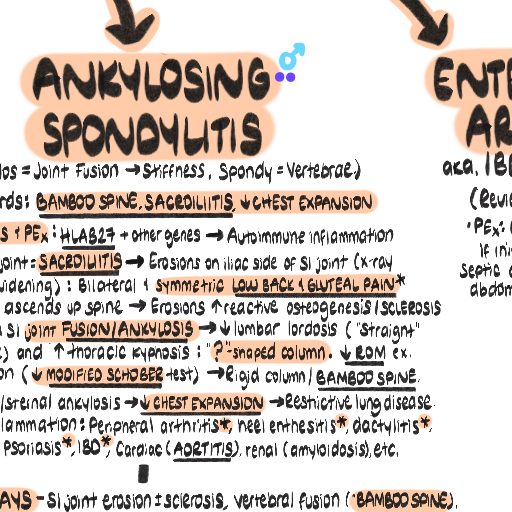 ANKYLOSING
SPONDYLITIS
los = Joint Fusion → Stiffness, Spondy = Vertebrae)
rds: BAMBOO SPINE, SACROILIITIS, ↓ CHEST EXPANSION
s + PEx: HLAB27 + other genes → Autoimmune inflammation
joint = SACROILIITIS → Erosions on iliac side of SI joint (x-ray
widening): Bilateral & symmetric LOW BACK & GLUTEAL PAIN*
ascends up spine → Erosions ↑ reactive osteogenesis/SCLEROSIS
SI joint FUSION/ANKYLOSIS → ↓ lumbar lordosis ("Straight"
) and ↑ thoracic kyphosis: "?"-shaped column. ↓ ROM ex.
on (↓ MODIFIED SCHOBER test) → Rigid column/BAMBOO SPINE.
/sternal ankylosis → ↓ CHEST EXPANSION → Restrictive lung disease.
lammation: Peripheral arthritis*, heel enthesitis*, dactylitis*,
Psoriasis*, IBD*, Cardiac (AORTITIS), renal (amyloidosis), etc.
AYS - SI joint erosion ± sclerosis, vertebral fusion ("BAMBOO SPINE).
ENTE
AR
aka. IBD
(Revie
• PEx:
If ini
Septic
abdom